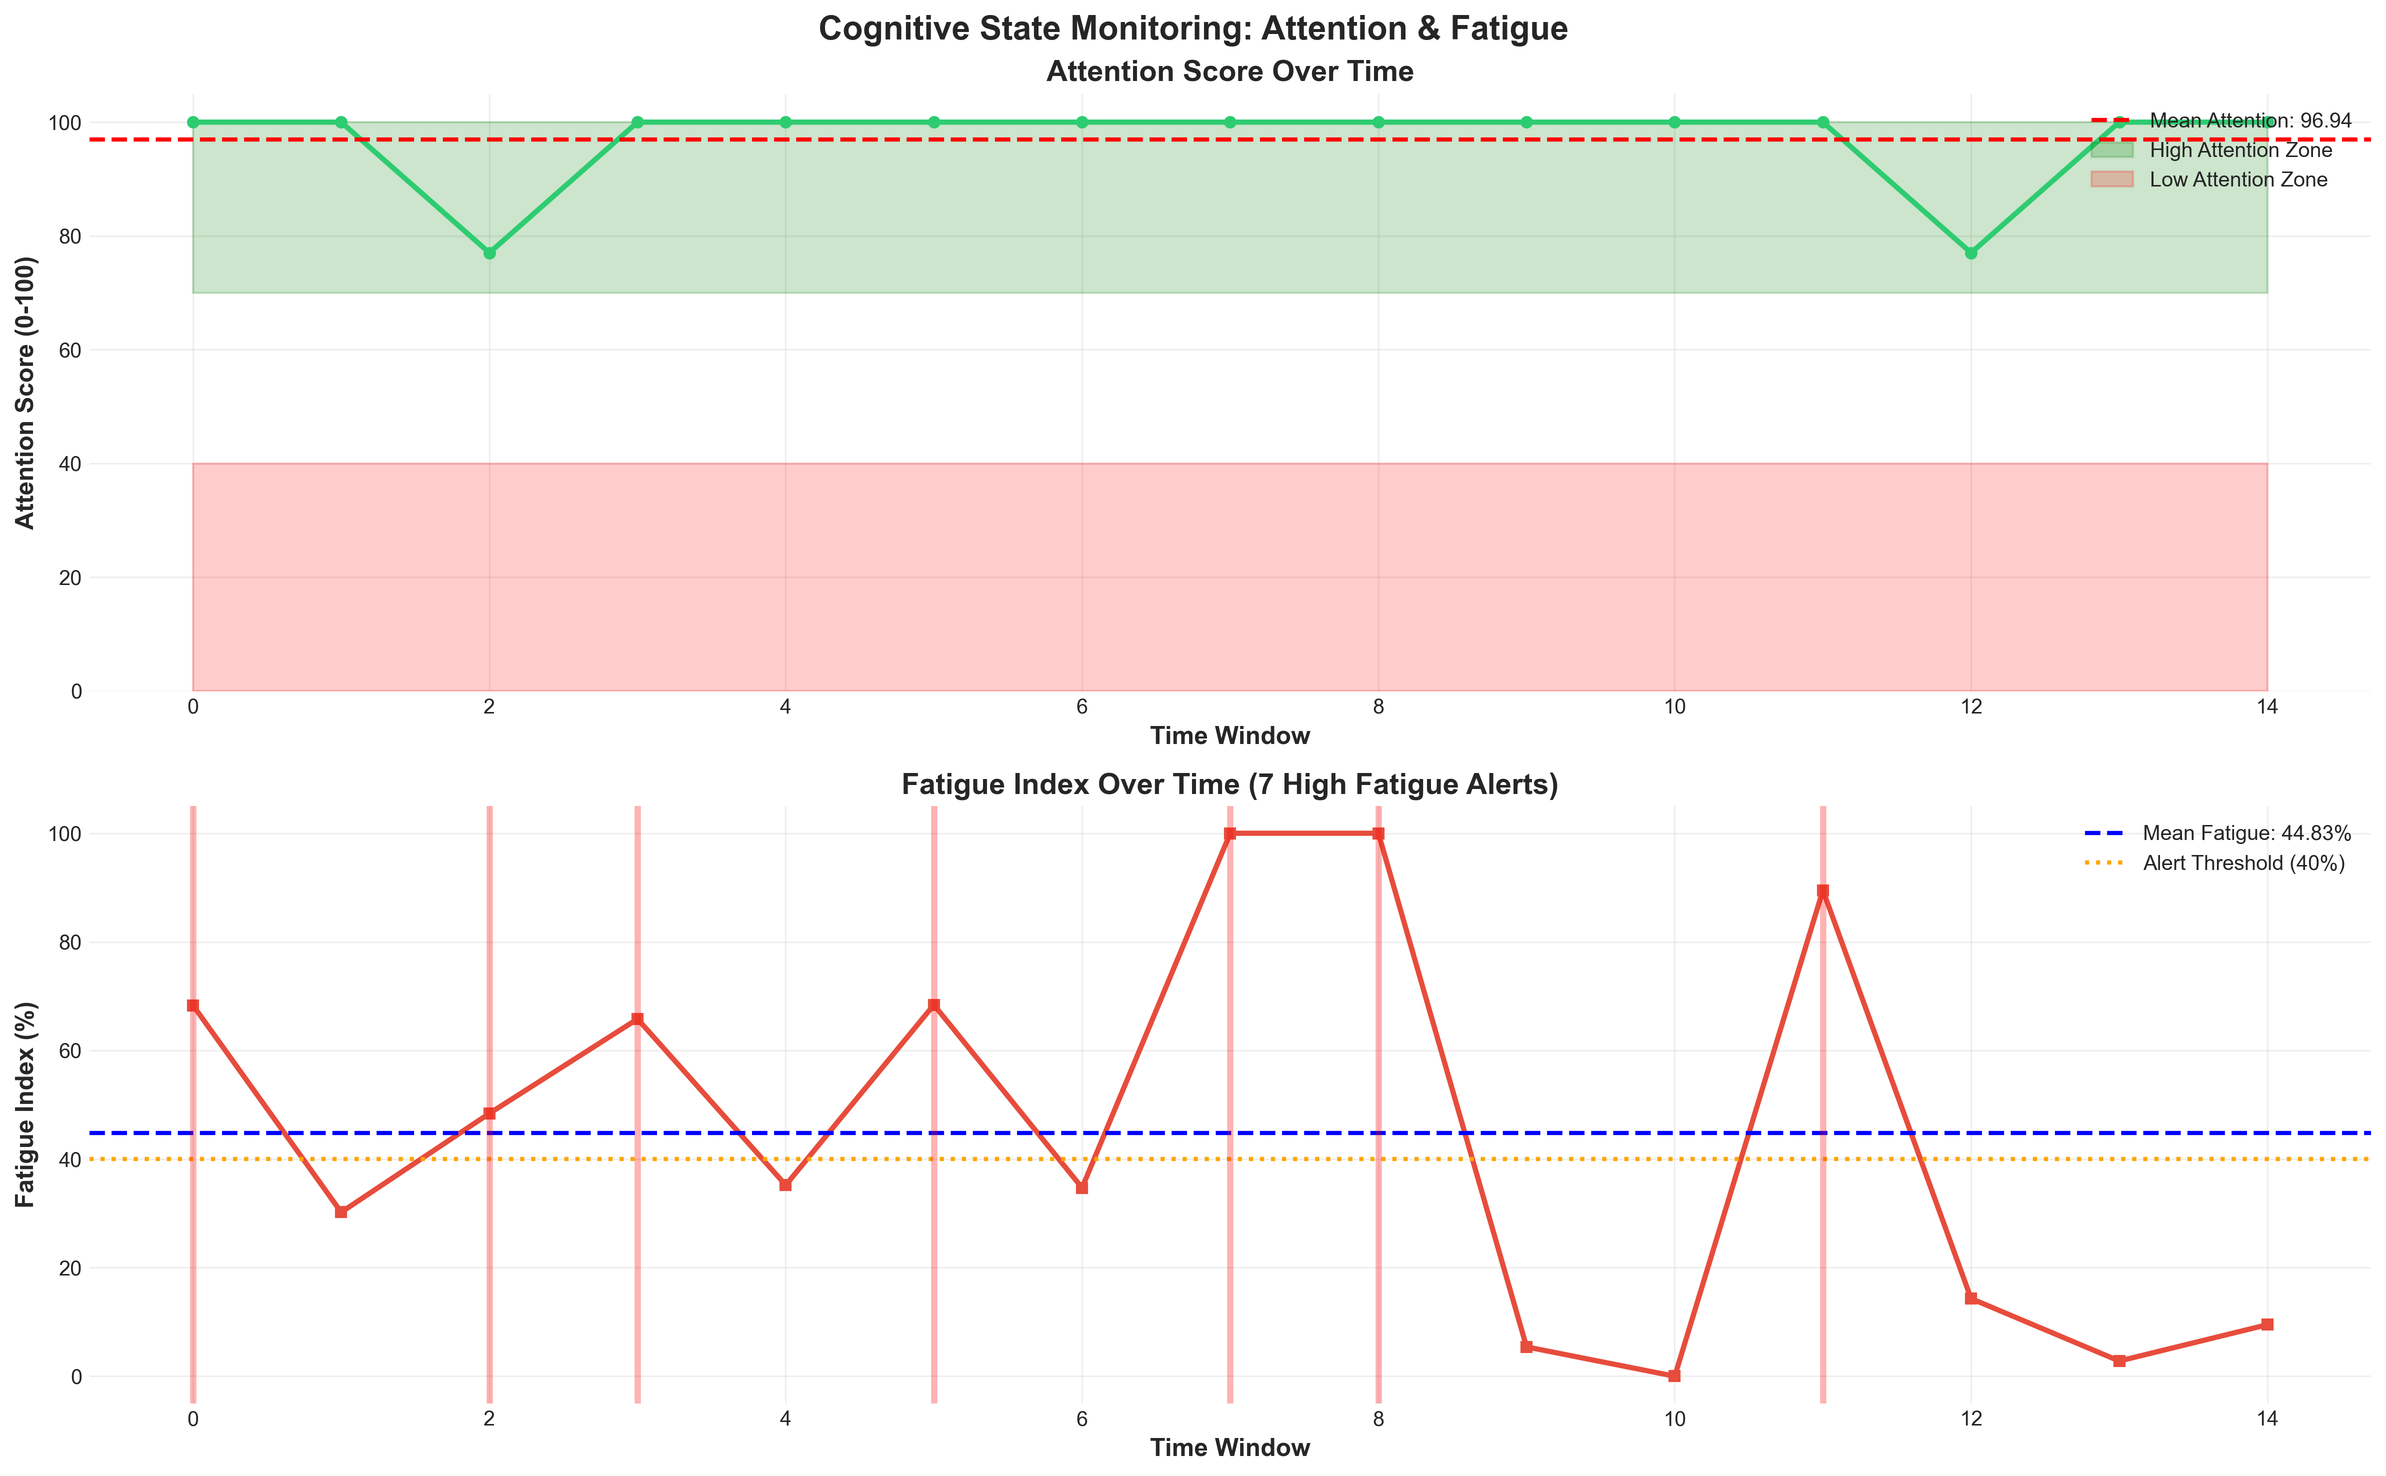 Cognitive State Monitoring: Attention & Fatigue
Attention Score Over Time
Attention Score (0-100)
100
80
60
40
20
0
Mean Attention: 96.94
High Attention Zone
Low Attention Zone
0 2 4 6 8 10 12 14
Time Window
Fatigue Index Over Time (7 High Fatigue Alerts)
Fatigue Index (%)
100
80
60
40
20
0
Mean Fatigue: 44.83%
Alert Threshold (40%)
0 2 4 6 8 10 12 14
Time Window